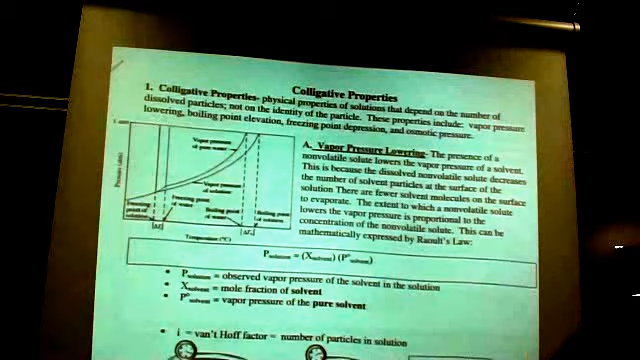 Colligative Properties
1. Colligative Properties- physical properties of solutions that depend on the number of
dissolved particles; not on the identity of the particle. These properties include: vapor pressure
lowering, boiling point elevation, freezing point depression, and osmotic pressure.
1 atm
Vapor pressure
of pure water
Pressure (atm)
Vapor pressure
of solution
Freezing
point of
solution
Freezing point
of water
Boiling point
of water
Boiling point
of solution
Temperature (°C)
A. Vapor Pressure Lowering- The presence of a
nonvolatile solute lowers the vapor pressure of a solvent.
This is because the dissolved nonvolatile solute decreases
the number of solvent particles at the surface of the
solution There are fewer solvent molecules on the surface
to evaporate. The extent to which a nonvolatile solute
lowers the vapor pressure is proportional to the
concentration of the nonvolatile solute. This can be
mathematically expressed by Raoult's Law:
Psolution = (Xsolvent) (P°solvent)
• Psolution = observed vapor pressure of the solvent in the solution
• Xsolvent = mole fraction of solvent
• P°solvent = vapor pressure of the pure solvent
• i = van't Hoff factor = number of particles in solution